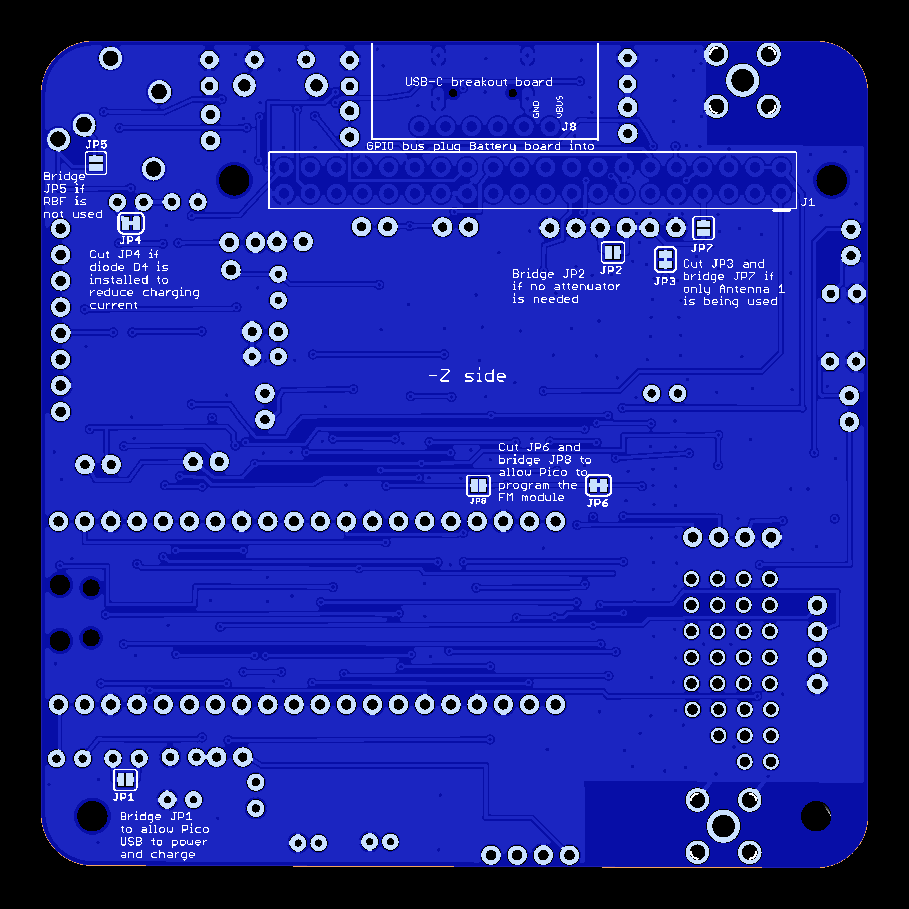 USB-C breakout board
GND
VBUS
J8
GPIO bus plug Battery board into
JP5
Bridge
JP5 if
RBF is
not used
J1
JP4
Cut JP4 if
diode D4 is
installed to
reduce charging
current
JP7
JP2
JP3
Bridge JP2
if no attenuator
is needed
Cut JP3 and
bridge JP7 if
only Antenna 1
is being used
-Z side
Cut JP6 and
bridge JP8 to
allow Pico to
program the
FM module
JP8
JP6
JP1
Bridge JP1
to allow Pico
USB to power
and charge